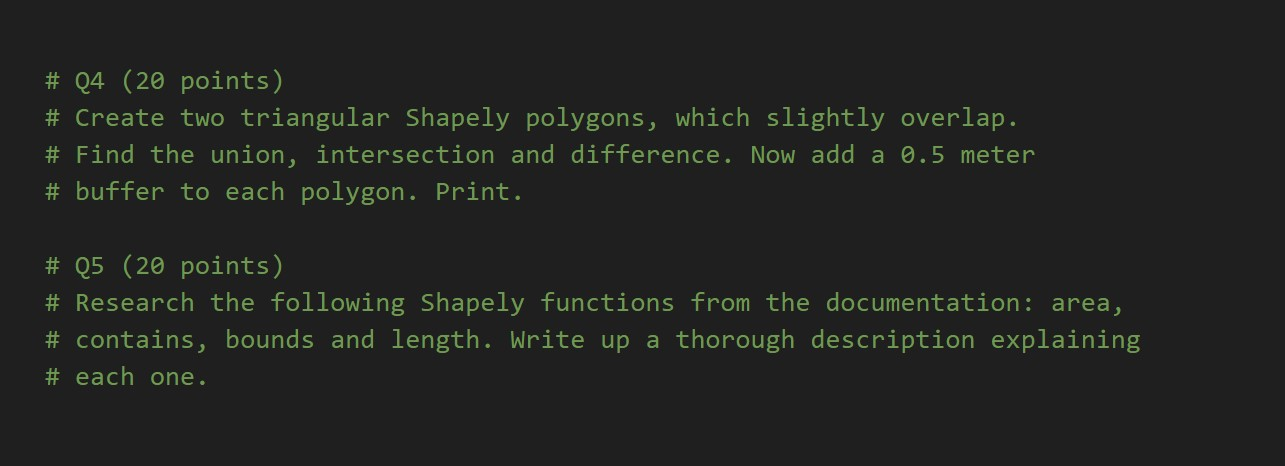 # Q4 (20 points)
# Create two triangular Shapely polygons, which slightly overlap.
# Find the union, intersection and difference. Now add a 0.5 meter
# buffer to each polygon. Print.
# Q5 (20 points)
# Research the following Shapely functions from the documentation: area,
# contains, bounds and length. Write up a thorough description explaining
# each one.